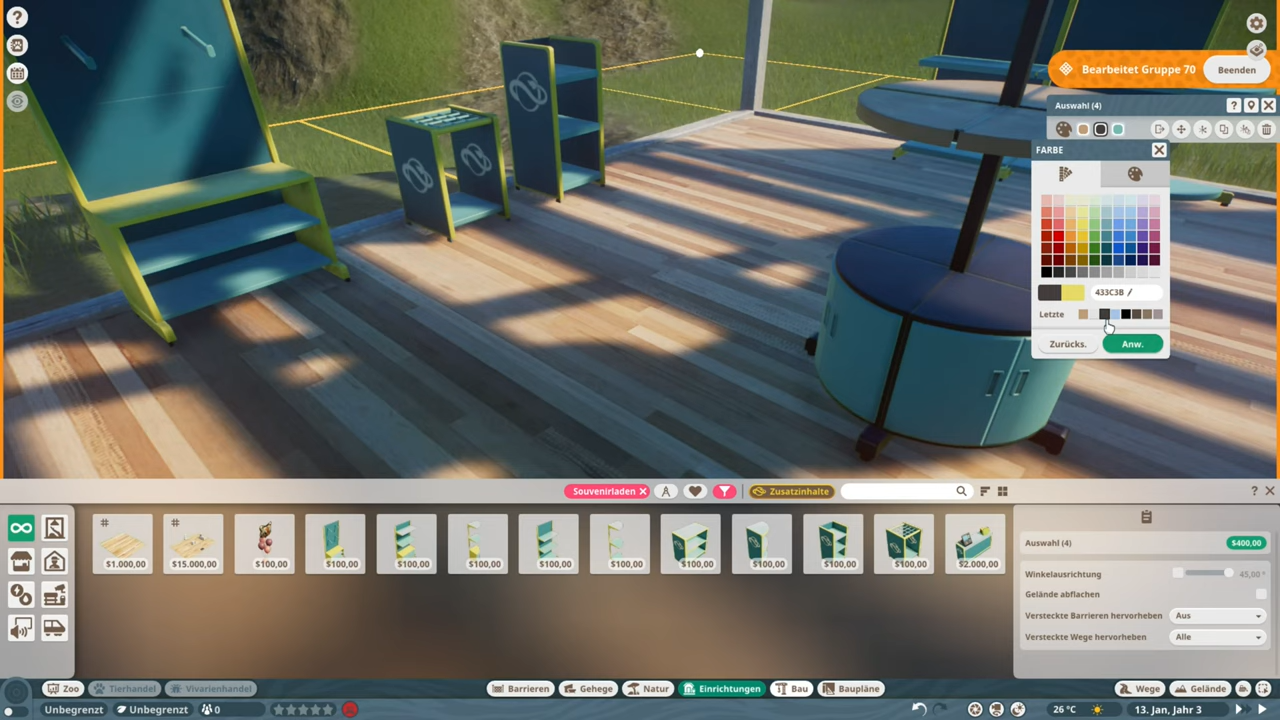 Bearbeitet Gruppe 70
Beenden
Auswahl (4)
?
FARBE
433C3B
Letzte
Zurücks.
Anw.
Souvenirladen ×
Zusatzinhalte
?
#
$1.000,00
#
$15.000,00
$100,00
$100,00
$100,00
$100,00
$100,00
$100,00
$100,00
$100,00
$100,00
$100,00
$2.000,00
Auswahl (4)
$400,00
Winkelausrichtung
45,00°
Gelände abflachen
Versteckte Barrieren hervorheben
Aus
Versteckte Wege hervorheben
Alle
Zoo
Tierhandel
Vivarienhandel
Barrieren
Gehege
Natur
Einrichtungen
Bau
Baupläne
Wege
Gelände
Unbegrenzt
Unbegrenzt
0
26 °C
13. Jan, Jahr 3